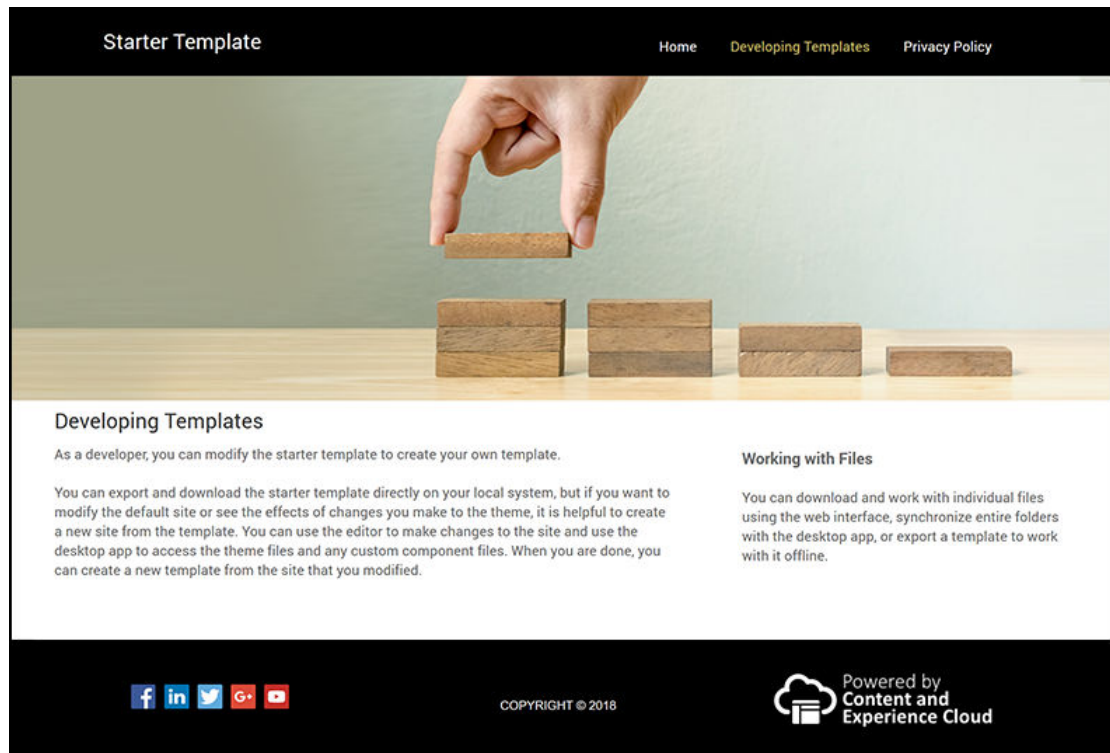 Starter Template
Home
Developing Templates
Privacy Policy
Developing Templates
As a developer, you can modify the starter template to create your own template.
You can export and download the starter template directly on your local system, but if you want to
modify the default site or see the effects of changes you make to the theme, it is helpful to create
a new site from the template. You can use the editor to make changes to the site and use the
desktop app to access the theme files and any custom component files. When you are done, you
can create a new template from the site that you modified.
Working with Files
You can download and work with individual files
using the web interface, synchronize entire folders
with the desktop app, or export a template to work
with it offline.
f
in
G+
COPYRIGHT © 2018
Powered by
Content and
Experience Cloud